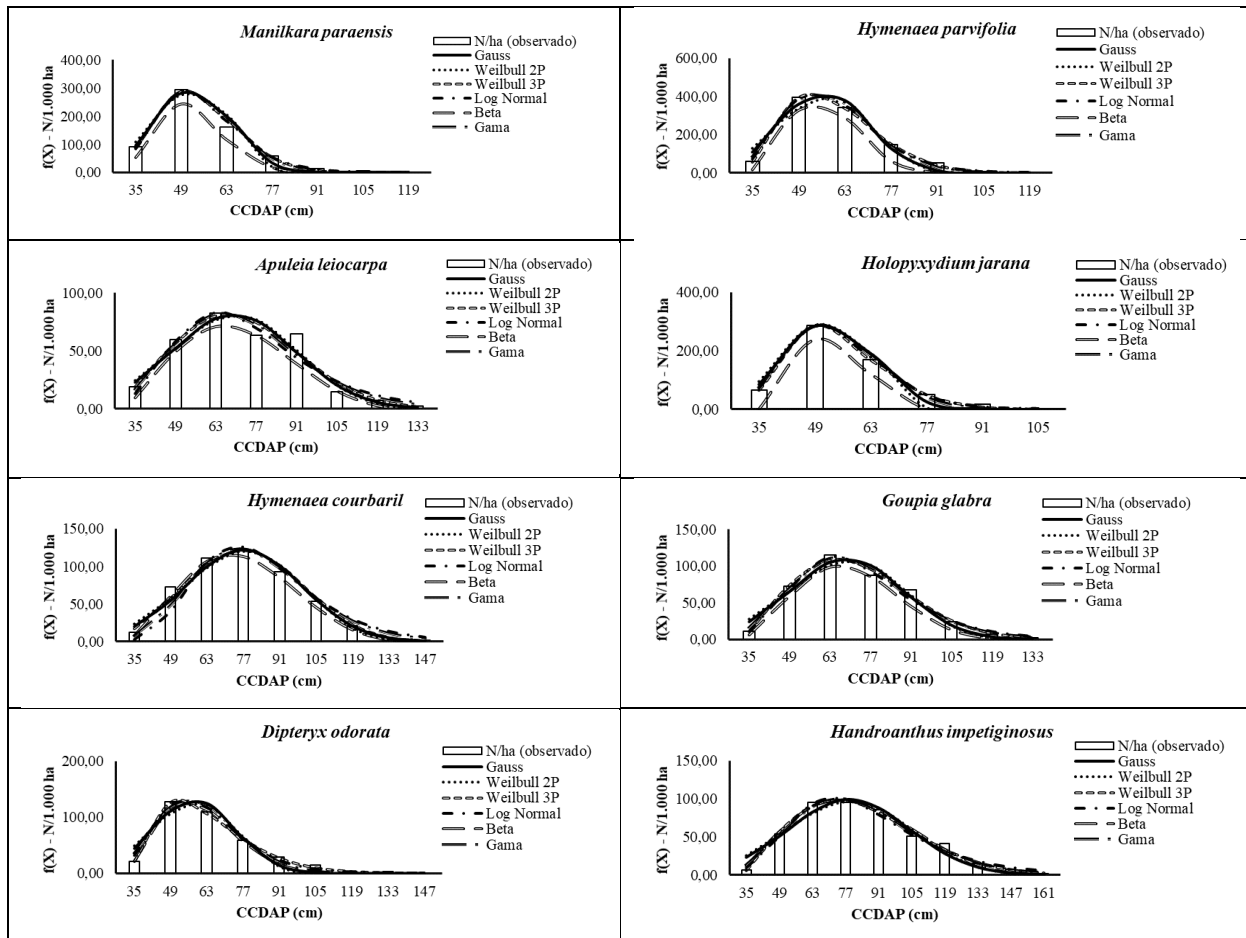 Manilkara paraensis
f(X) - N/1.000 ha
400,00
300,00
200,00
100,00
0,00
35 49 63 77 91 105 119
CCDAP (cm)
N/ha (observado)
Gauss
Weilbull 2P
Weilbull 3P
Log Normal
Beta
Gama
Hymenaea parvifolia
f(X) - N/1.000 ha
600,00
400,00
200,00
0,00
35 49 63 77 91 105 119
CCDAP (cm)
N/ha (observado)
Gauss
Weilbull 2P
Weilbull 3P
Log Normal
Beta
Gama
Apuleia leiocarpa
f(X) - N/1.000 ha
100,00
50,00
0,00
35 49 63 77 91 105 119 133
CCDAP (cm)
N/ha (observado)
Gauss
Weilbull 2P
Weilbull 3P
Log Normal
Beta
Gama
Holopyxydium jarana
f(X) - N/1.000 ha
400,00
200,00
0,00
35 49 63 77 91 105
CCDAP (cm)
N/ha (observado)
Gauss
Weilbull 2P
Weilbull 3P
Log Normal
Beta
Gama
Hymenaea courbaril
f(X) - N/1.000 ha
150,00
100,00
50,00
0,00
35 49 63 77 91 105 119 133 147
CCDAP (cm)
N/ha (observado)
Gauss
Weilbull 2P
Weilbull 3P
Log Normal
Beta
Gama
Goupia glabra
f(X) - N/1.000 ha
150,00
100,00
50,00
0,00
35 49 63 77 91 105 119 133
CCDAP (cm)
N/ha (observado)
Gauss
Weilbull 2P
Weilbull 3P
Log Normal
Beta
Gama
Dipteryx odorata
f(X) - N/1.000 ha
200,00
100,00
0,00
35 49 63 77 91 105 119 133 147
CCDAP (cm)
N/ha (observado)
Gauss
Weilbull 2P
Weilbull 3P
Log Normal
Beta
Gama
Handroanthus impetiginosus
f(X) - N/1.000 ha
150,00
100,00
50,00
0,00
35 49 63 77 91 105 119 133 147 161
CCDAP (cm)
N/ha (observado)
Gauss
Weilbull 2P
Weilbull 3P
Log Normal
Beta
Gama